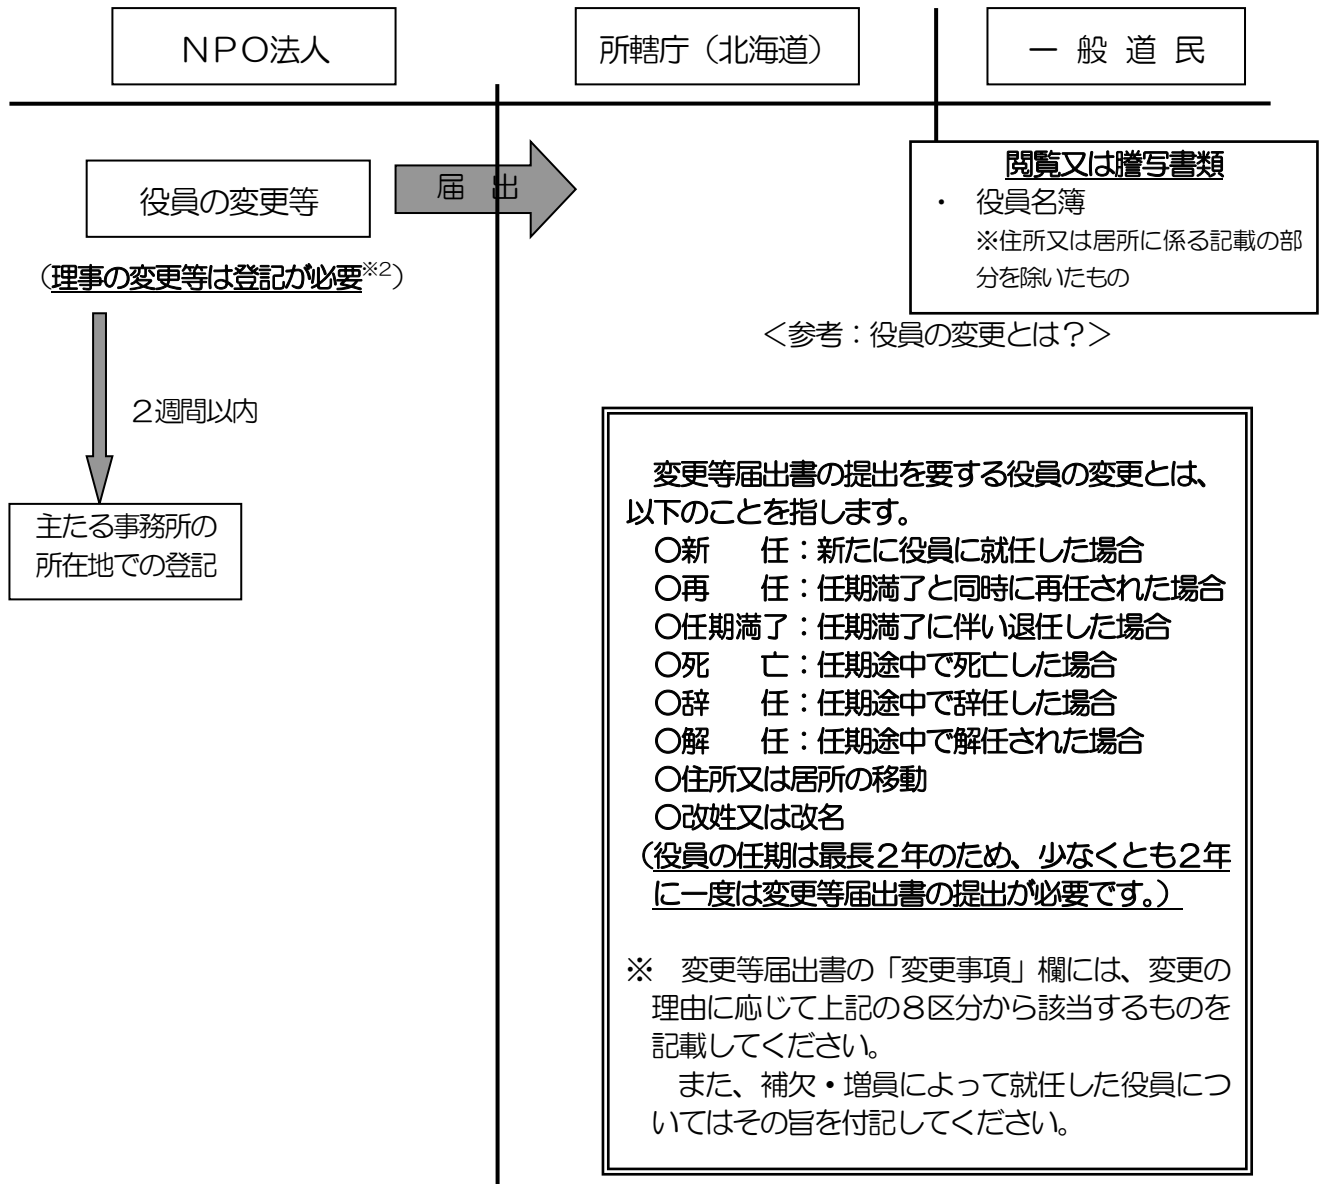 NPO法人
所轄庁(北海道)
一 般 道 民
役員の変更等
届 出
閲覧又は謄写書類
・ 役員名簿
※住所又は居所に係る記載の部
分を除いたもの
(理事の変更等は登記が必要※2)
2週間以内
主たる事務所の
所在地での登記
<参考:役員の変更とは?>
変更等届出書の提出を要する役員の変更とは、
以下のことを指します。
○新　　任:新たに役員に就任した場合
○再　　任:任期満了と同時に再任された場合
○任期満了:任期満了に伴い退任した場合
○死　　亡:任期途中で死亡した場合
○辞　　任:任期途中で辞任した場合
○解　　任:任期途中で解任された場合
○住所又は居所の移動
○改姓又は改名
(役員の任期は最長2年のため、少なくとも2年
に一度は変更等届出書の提出が必要です。)
※　変更等届出書の「変更事項」欄には、変更の
理由に応じて上記の8区分から該当するものを
記載してください。
また、補欠・増員によって就任した役員につ
いてはその旨を付記してください。